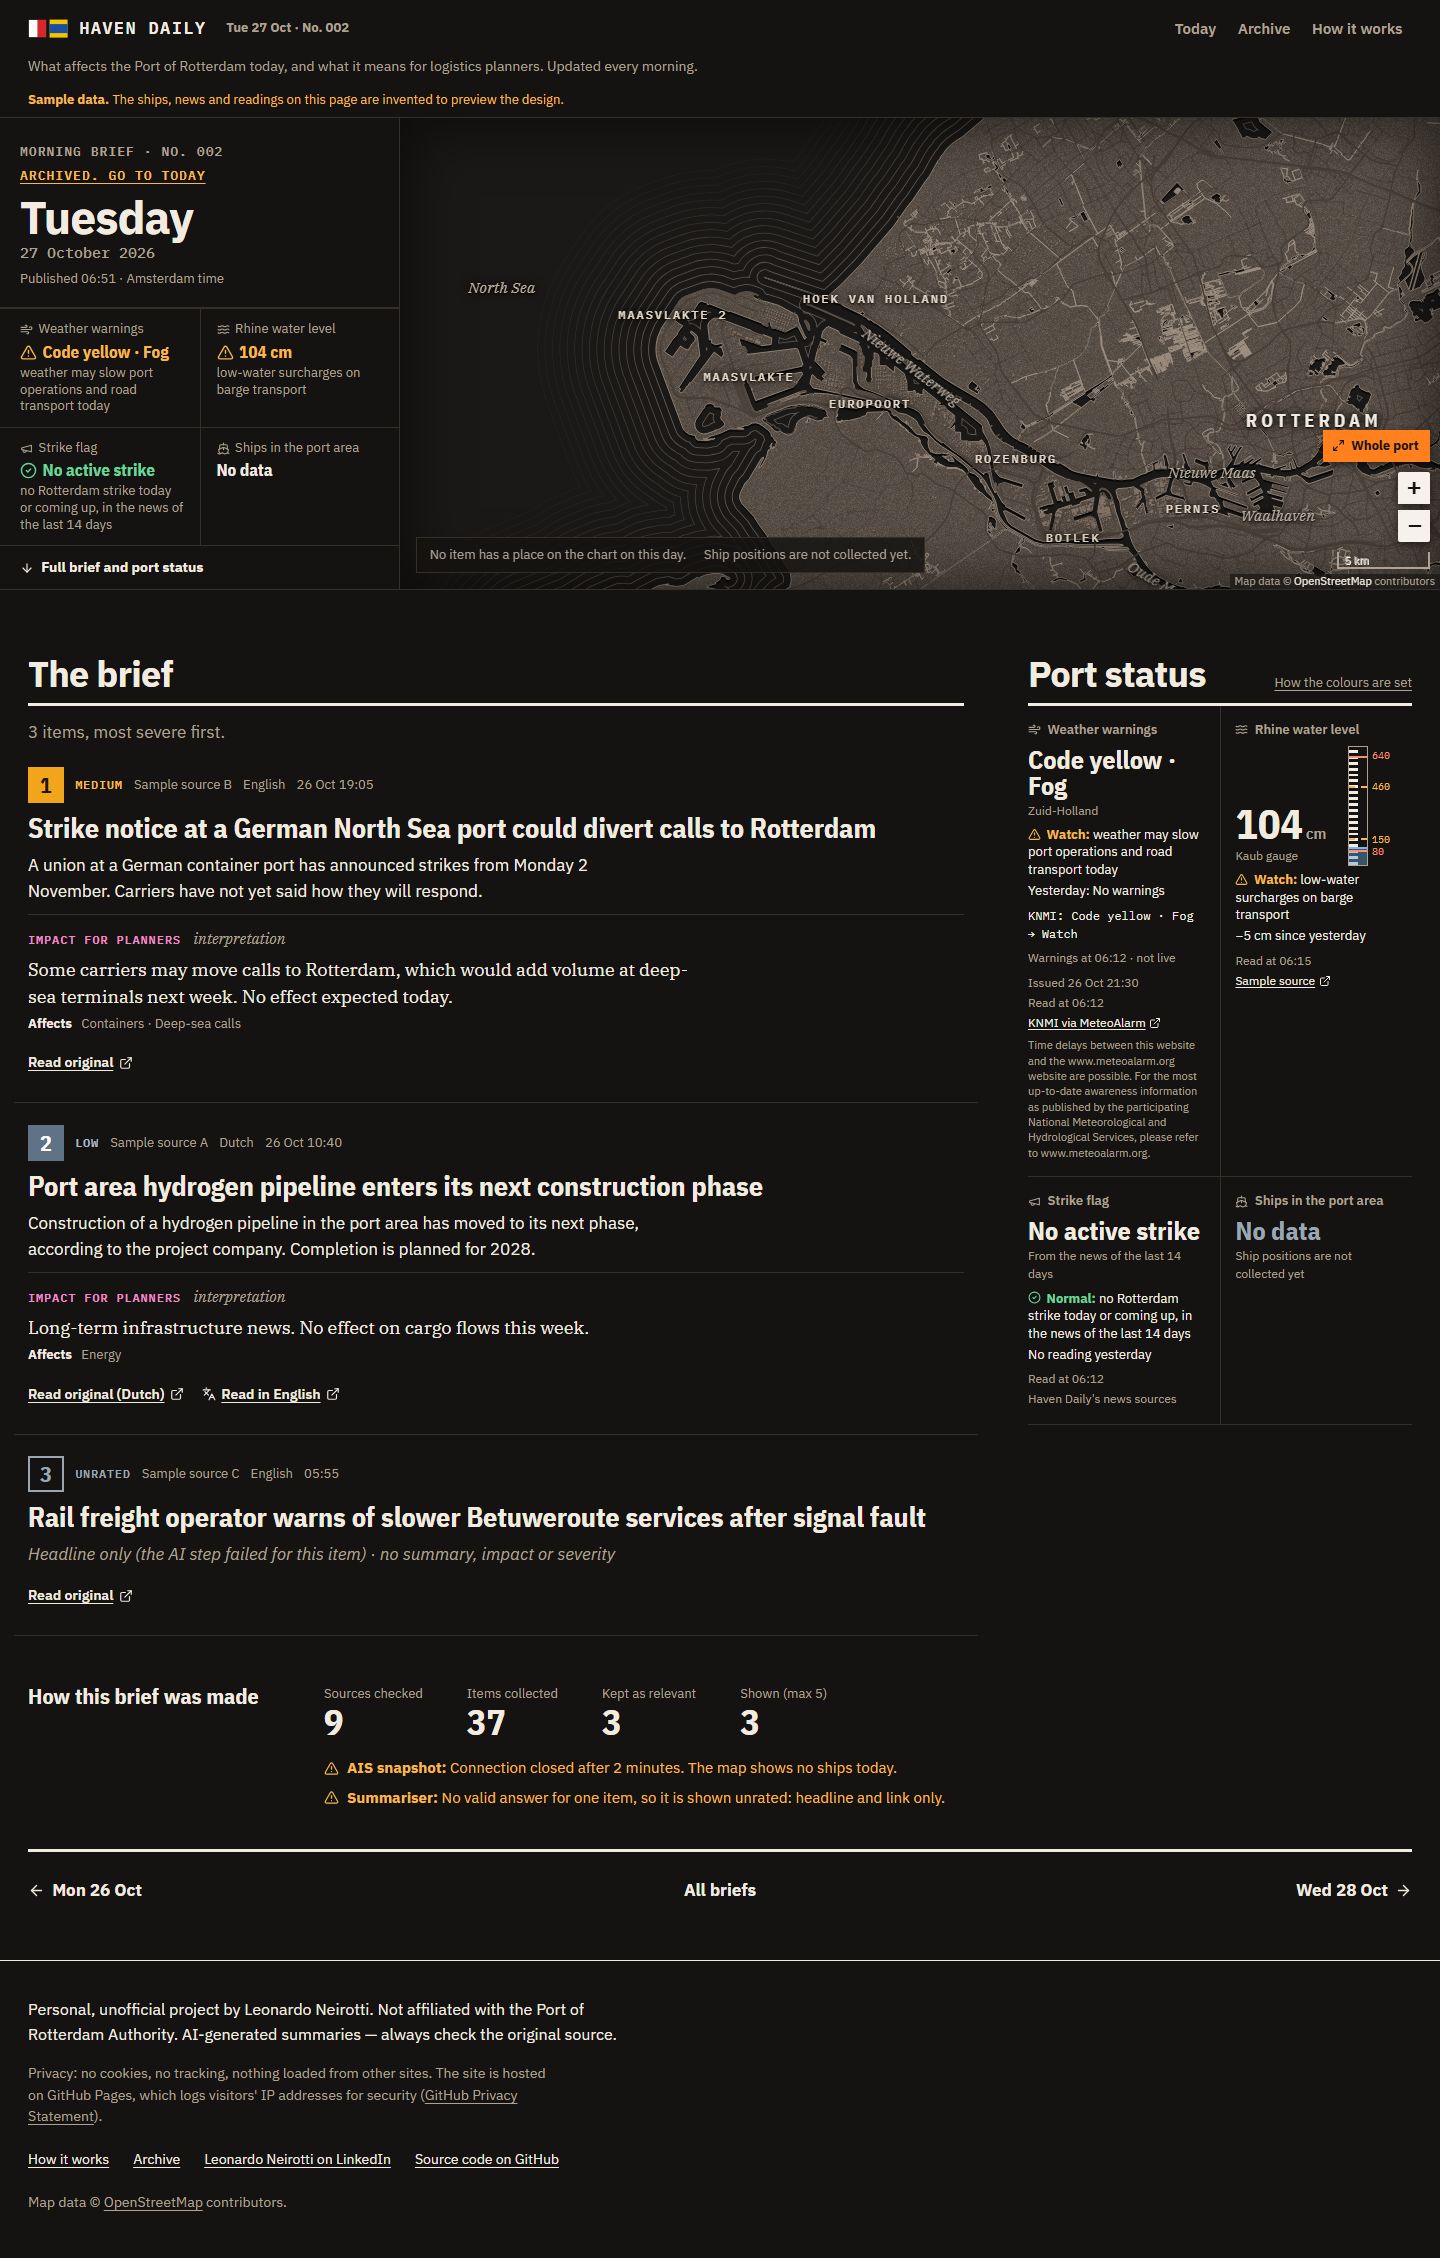 HAVEN DAILY Tue 27 Oct · No. 002
Today Archive How it works
What affects the Port of Rotterdam today, and what it means for logistics planners. Updated every morning.
Sample data. The ships, news and readings on this page are invented to preview the design.
MORNING BRIEF · NO. 002
ARCHIVED. GO TO TODAY
Tuesday
27 October 2026
Published 06:51 · Amsterdam time
Weather warnings
Code yellow · Fog
weather may slow port
operations and road
transport today
Rhine water level
104 cm
low-water surcharges on
barge transport
Strike flag
No active strike
no Rotterdam strike today
or coming up, in the news of
the last 14 days
Ships in the port area
No data
Full brief and port status
North Sea
MAASVLAKTE 2
HOEK VAN HOLLAND
Nieuwe Waterweg
MAASVLAKTE
EUROPOORT
ROTTERDAM
Whole port
ROZENBURG
Nieuwe Maas
+
PERNIS
Waalhaven
−
BOTLEK
No item has a place on the chart on this day. Ship positions are not collected yet.
5 km
Map data © OpenStreetMap contributors
The brief
3 items, most severe first.
1 MEDIUM Sample source B English 26 Oct 19:05
Strike notice at a German North Sea port could divert calls to Rotterdam
A union at a German container port has announced strikes from Monday 2
November. Carriers have not yet said how they will respond.
IMPACT FOR PLANNERS interpretation
Some carriers may move calls to Rotterdam, which would add volume at deep-
sea terminals next week. No effect expected today.
Affects Containers · Deep-sea calls
Read original
2 LOW Sample source A Dutch 26 Oct 10:40
Port area hydrogen pipeline enters its next construction phase
Construction of a hydrogen pipeline in the port area has moved to its next phase,
according to the project company. Completion is planned for 2028.
IMPACT FOR PLANNERS interpretation
Long-term infrastructure news. No effect on cargo flows this week.
Affects Energy
Read original (Dutch) Read in English
3 UNRATED Sample source C English 05:55
Rail freight operator warns of slower Betuweroute services after signal fault
Headline only (the AI step failed for this item) · no summary, impact or severity
Read original
Port status
How the colours are set
Weather warnings
Code yellow ·
Fog
Zuid-Holland
Watch: weather may slow
port operations and road
transport today
Yesterday: No warnings
KNMI: Code yellow · Fog
→ Watch
Warnings at 06:12 · not live
Issued 26 Oct 21:30
Read at 06:12
KNMI via MeteoAlarm
Time delays between this website
and the www.meteoalarm.org
website are possible. For the most
up-to-date awareness information
as published by the participating
National Meteorological and
Hydrological Services, please refer
to www.meteoalarm.org.
Rhine water level
640
460
150
80
104 cm
Kaub gauge
Watch: low-water
surcharges on barge
transport
−5 cm since yesterday
Read at 06:15
Sample source
Strike flag
No active strike
From the news of the last 14
days
Normal: no Rotterdam
strike today or coming up, in
the news of the last 14 days
No reading yesterday
Read at 06:12
Haven Daily's news sources
Ships in the port area
No data
Ship positions are not
collected yet
How this brief was made
Sources checked
9
Items collected
37
Kept as relevant
3
Shown (max 5)
3
AIS snapshot: Connection closed after 2 minutes. The map shows no ships today.
Summariser: No valid answer for one item, so it is shown unrated: headline and link only.
← Mon 26 Oct
All briefs
Wed 28 Oct →
Personal, unofficial project by Leonardo Neirotti. Not affiliated with the Port of
Rotterdam Authority. AI-generated summaries — always check the original source.
Privacy: no cookies, no tracking, nothing loaded from other sites. The site is hosted
on GitHub Pages, which logs visitors' IP addresses for security (GitHub Privacy
Statement).
How it works Archive Leonardo Neirotti on LinkedIn Source code on GitHub
Map data © OpenStreetMap contributors.